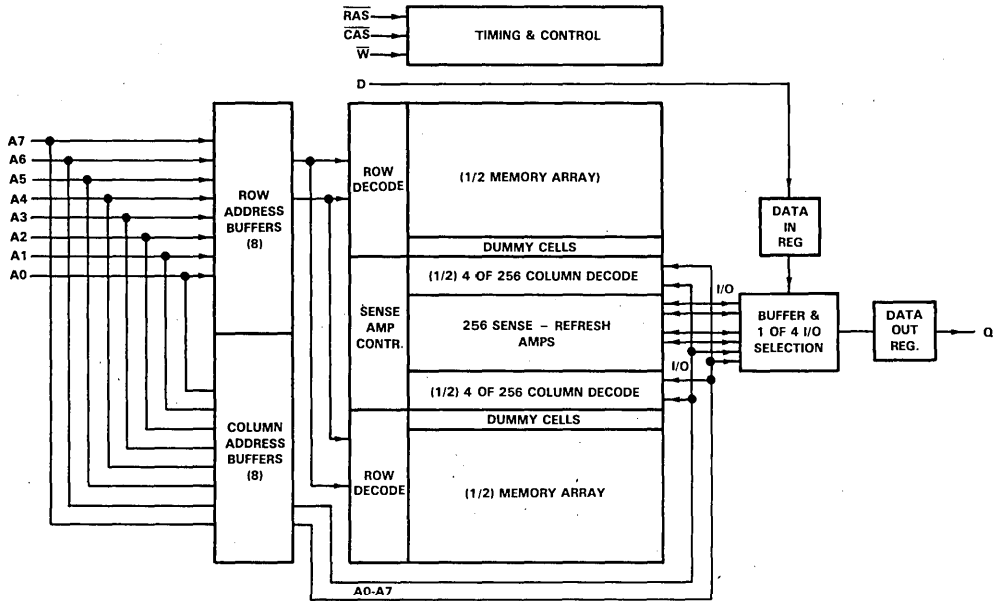 RAS
CAS
W
TIMING & CONTROL
D
A7
A6
A5
A4
A3
A2
A1
A0
ROW
ADDRESS
BUFFERS
(8)
COLUMN
ADDRESS
BUFFERS
(8)
ROW
DECODE
(1/2 MEMORY ARRAY)
DUMMY CELLS
SENSE
AMP
CONTR.
(1/2) 4 OF 256 COLUMN DECODE
256 SENSE – REFRESH
AMPS
(1/2) 4 OF 256 COLUMN DECODE
DUMMY CELLS
ROW
DECODE
(1/2) MEMORY ARRAY
DATA
IN
REG
I/O
I/O
BUFFER &
1 OF 4 I/O
SELECTION
DATA
OUT
REG.
Q
A0-A7